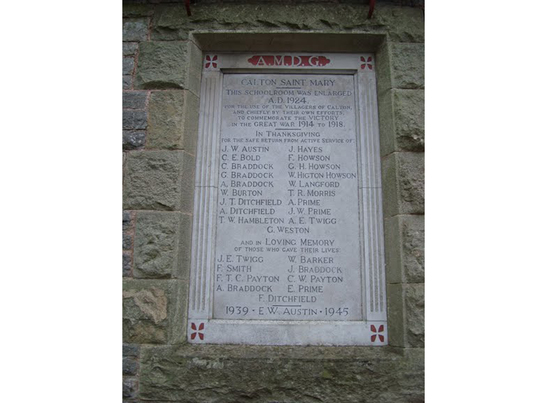 A.M.D.G.
CALTON SAINT MARY
THIS SCHOOLROOM WAS ENLARGED
A.D. 1924
FOR THE USE OF THE VILLAGERS OF CALTON,
AND CHIEFLY BY THEIR OWN EFFORTS,
TO COMMEMORATE THE VICTORY
IN THE GREAT WAR, 1914 TO 1918.
IN THANKSGIVING
FOR THE SAFE RETURN FROM ACTIVE SERVICE OF
J. W. AUSTIN J. HAYES
C. E. BOLD F. HOWSON
C. BRADDOCK G. H. HOWSON
G. BRADDOCK W. HIGTON HOWSON
A. BRADDOCK W. LANGFORD
W. BURTON T. R. MORRIS
J. T. DITCHFIELD A. PRIME
A. DITCHFIELD J. W. PRIME
T. W. HAMBLETON A. E. TWIGG
G. WESTON
AND IN LOVING MEMORY
OF THOSE WHO GAVE THEIR LIVES
J. E. TWIGG W. BARKER
F. SMITH J. BRADDOCK
F. T. C. PAYTON C. W. PAYTON
A. BRADDOCK E. PRIME
F. DITCHFIELD
1939 · E. W. AUSTIN · 1945